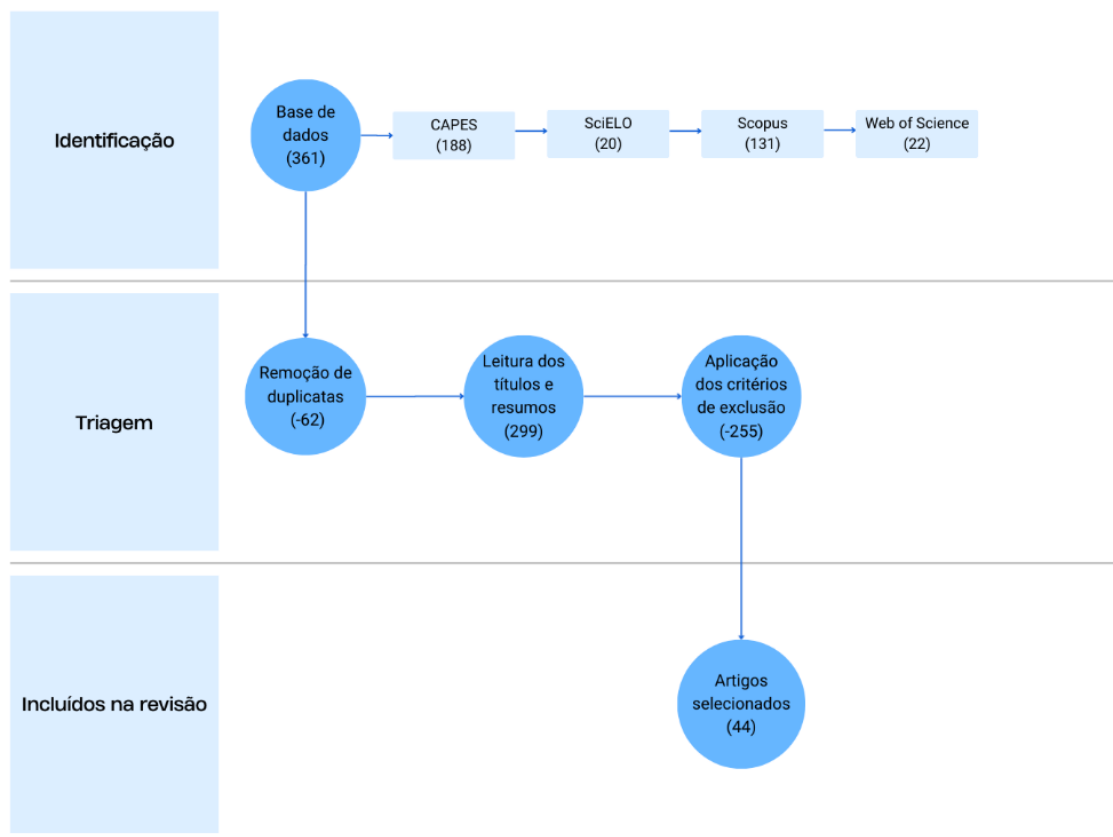 Identificação
Base de
dados
(361)
CAPES
(188)
SciELO
(20)
Scopus
(131)
Web of Science
(22)
Triagem
Remoção de
duplicatas
(-62)
Leitura dos
títulos e
resumos
(299)
Aplicação
dos critérios
de exclusão
(-255)
Incluídos na revisão
Artigos
selecionados
(44)